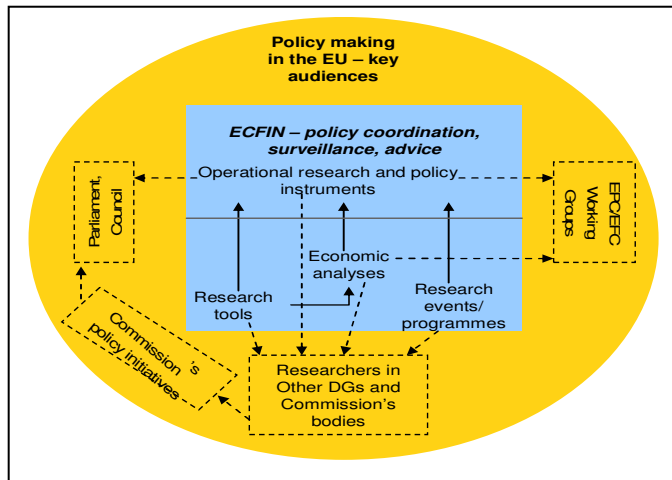 Policy making
in the EU – key
audiences
ECFIN – policy coordination,
surveillance, advice
Operational research and policy
instruments
Parliament,
Council
EPC/EFC
Working
Groups
Economic
analyses
Research
tools
Research
events/
programmes
Commission 's
policy initiatives
Researchers in
Other DGs and
Commission's
bodies